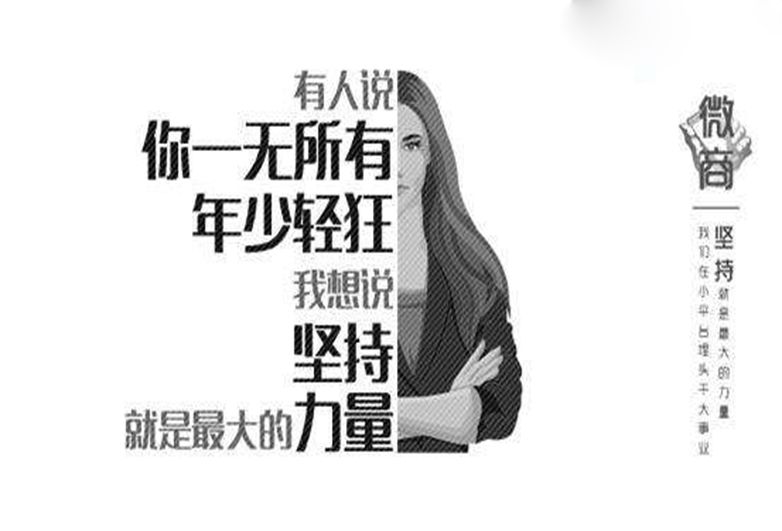 有人说
你一无所有
年少轻狂
我想说
坚持
就是最大的力量
微商
坚持就是最大的力量
我们在小平台埋头干大事业